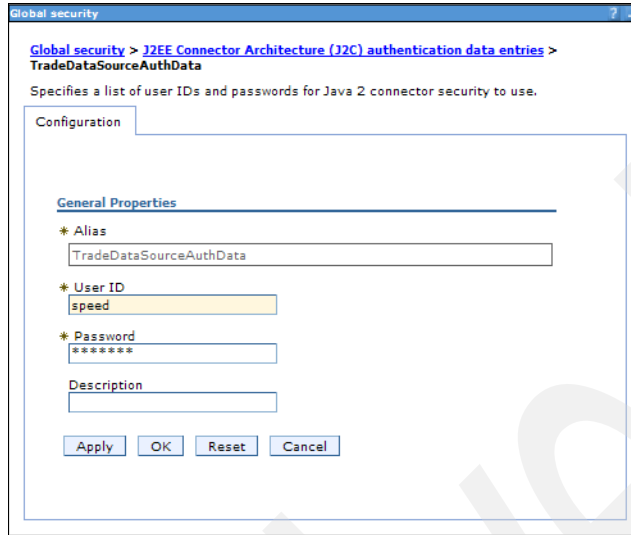 Global security
?
Global security > J2EE Connector Architecture (J2C) authentication data entries >
TradeDataSourceAuthData
Specifies a list of user IDs and passwords for Java 2 connector security to use.
Configuration
General Properties
* Alias
TradeDataSourceAuthData
* User ID
speed
* Password
*******
Description
Apply OK Reset Cancel